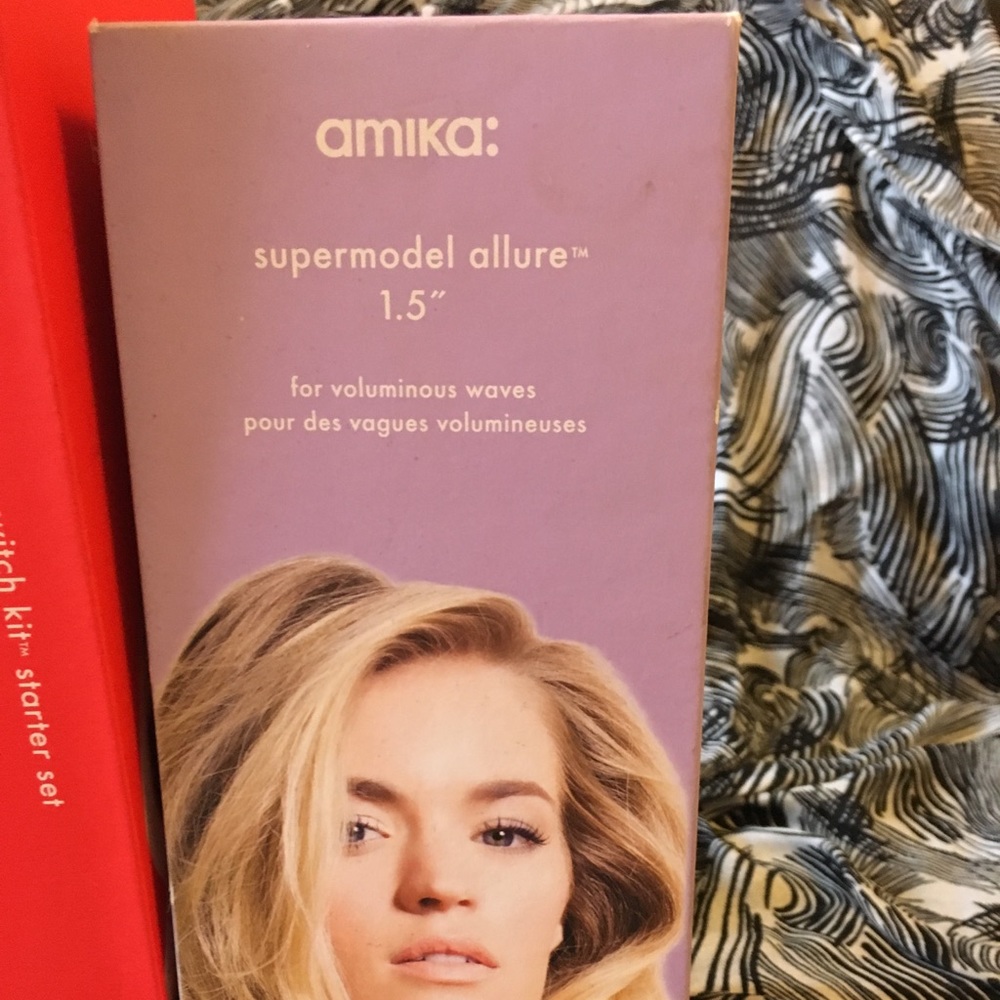 amika:
supermodel allure™
1.5″
for voluminous waves
pour des vagues volumineuses
kit™ starter set